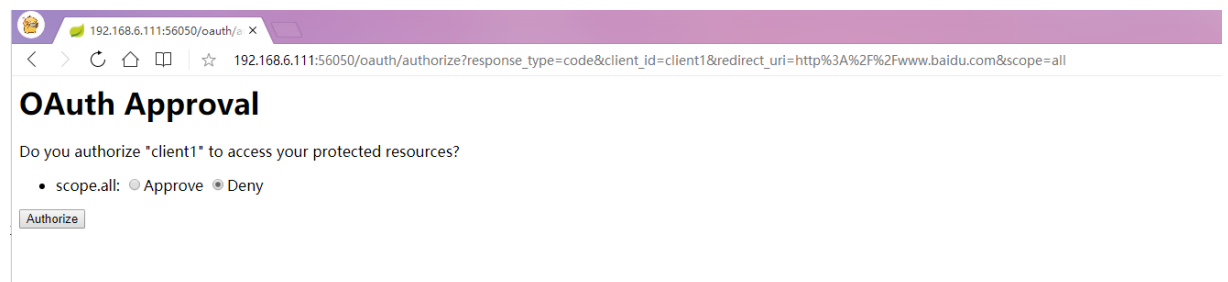 192.168.6.111:56050/oauth/a
192.168.6.111:56050/oauth/authorize?response_type=code&client_id=client1&redirect_uri=http%3A%2F%2Fwww.baidu.com&scope=all
OAuth Approval
Do you authorize "client1" to access your protected resources?
• scope.all: Approve Deny
Authorize